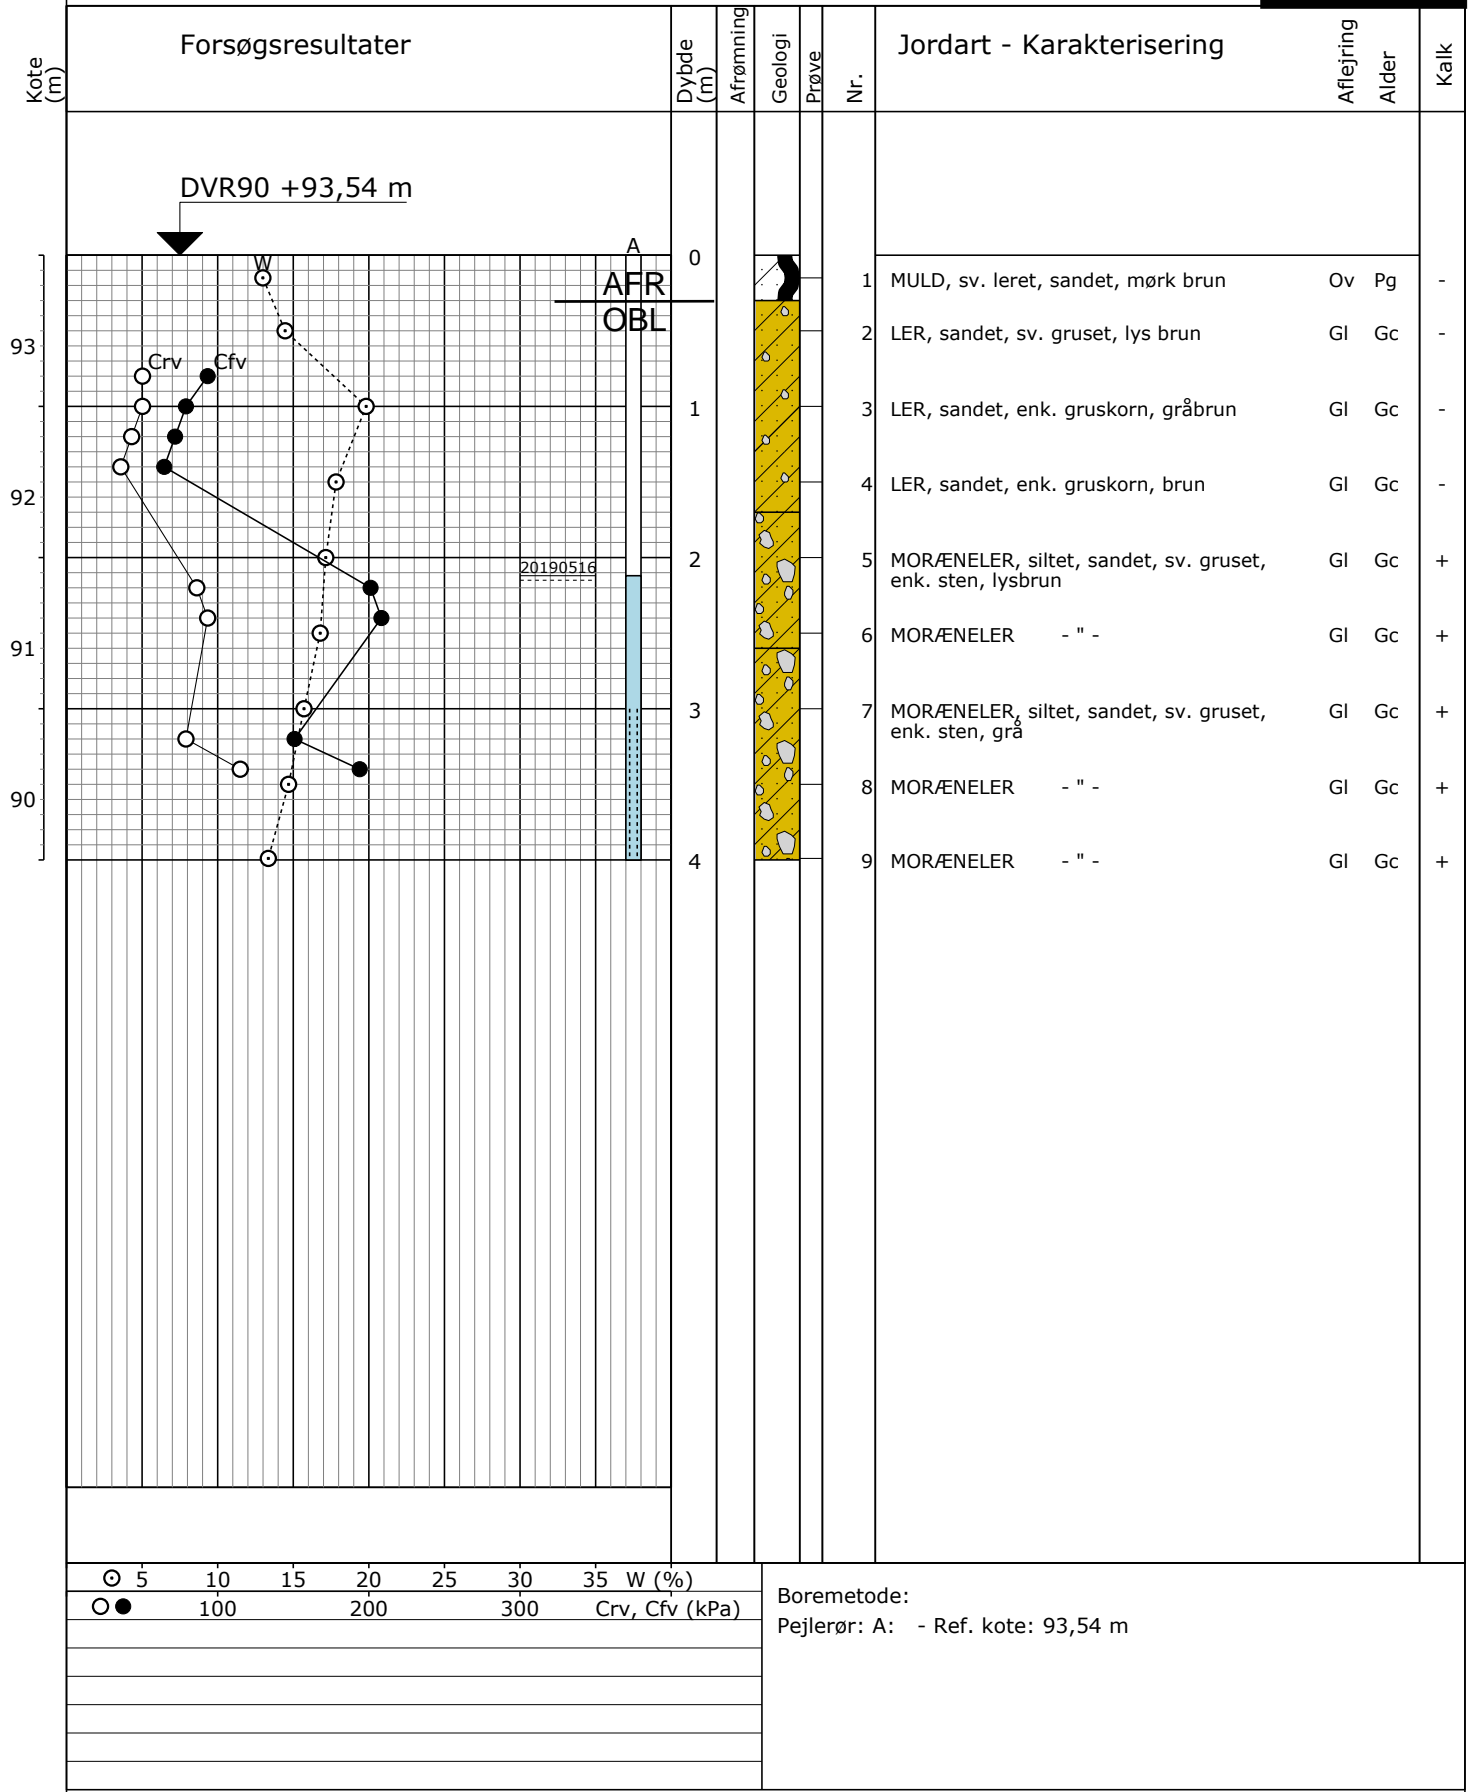 Kote (m)
Forsøgsresultater
Dybde (m)
Afrømning
Geologi
Prøve
Nr.
Jordart - Karakterisering
Aflejring
Alder
Kalk
DVR90 +93,54 m
A
W
0
AFR
1 MULD, sv. leret, sandet, mørk brun Ov Pg -
OBL
93
2 LER, sandet, sv. gruset, lys brun Gl Gc -
Crv Cfv
1
3 LER, sandet, enk. gruskorn, gråbrun Gl Gc -
92
4 LER, sandet, enk. gruskorn, brun Gl Gc -
2
20190516
5 MORÆNELER, siltet, sandet, sv. gruset, Gl Gc +
enk. sten, lysbrun
91
6 MORÆNELER - " - Gl Gc +
3
7 MORÆNELER, siltet, sandet, sv. gruset, Gl Gc +
enk. sten, grå
90
8 MORÆNELER - " - Gl Gc +
4
9 MORÆNELER - " - Gl Gc +
5 10 15 20 25 30 35 W (%)
100 200 300 Crv, Cfv (kPa)
Boremetode:
Pejlerør: A: - Ref. kote: 93,54 m